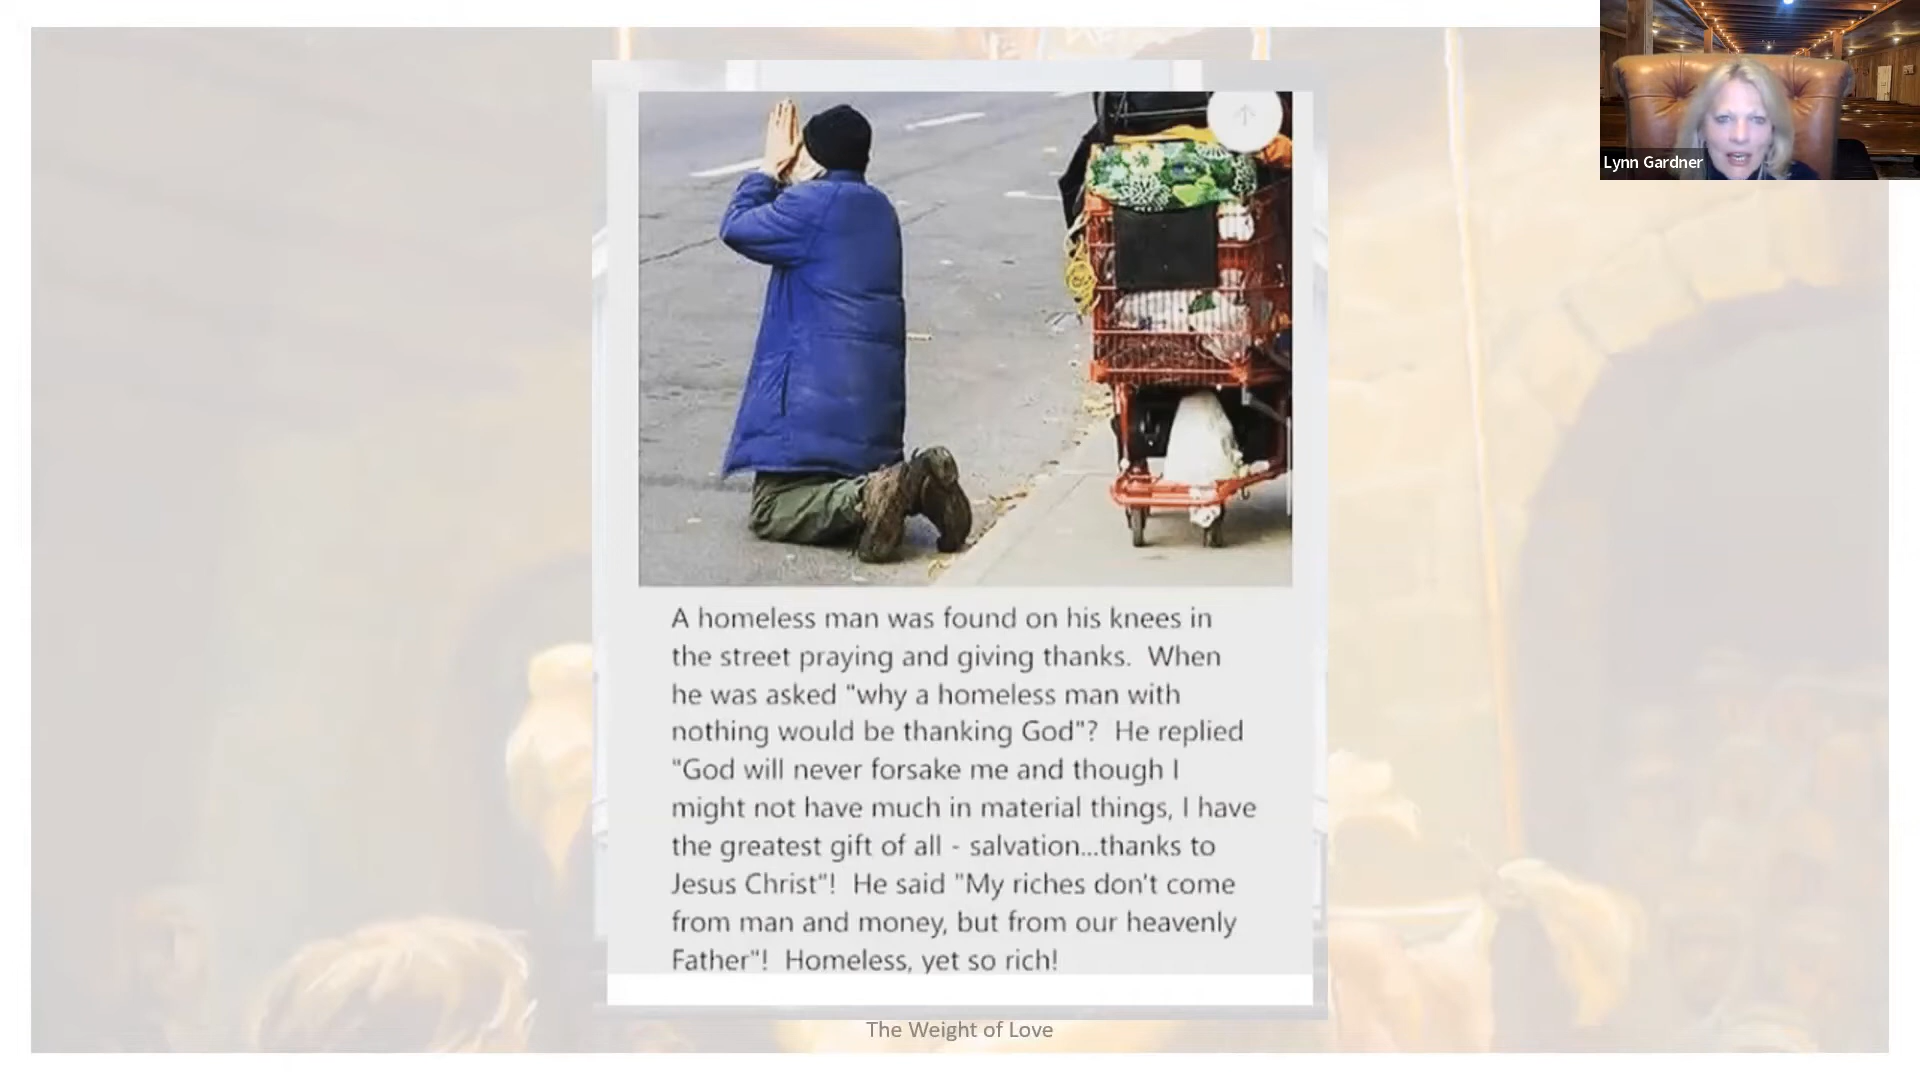 Lynn Gardner
A homeless man was found on his knees in
the street praying and giving thanks.  When
he was asked "why a homeless man with
nothing would be thanking God"?  He replied
"God will never forsake me and though I
might not have much in material things, I have
the greatest gift of all - salvation...thanks to
Jesus Christ"!  He said "My riches don't come
from man and money, but from our heavenly
Father"!  Homeless, yet so rich!
The Weight of Love